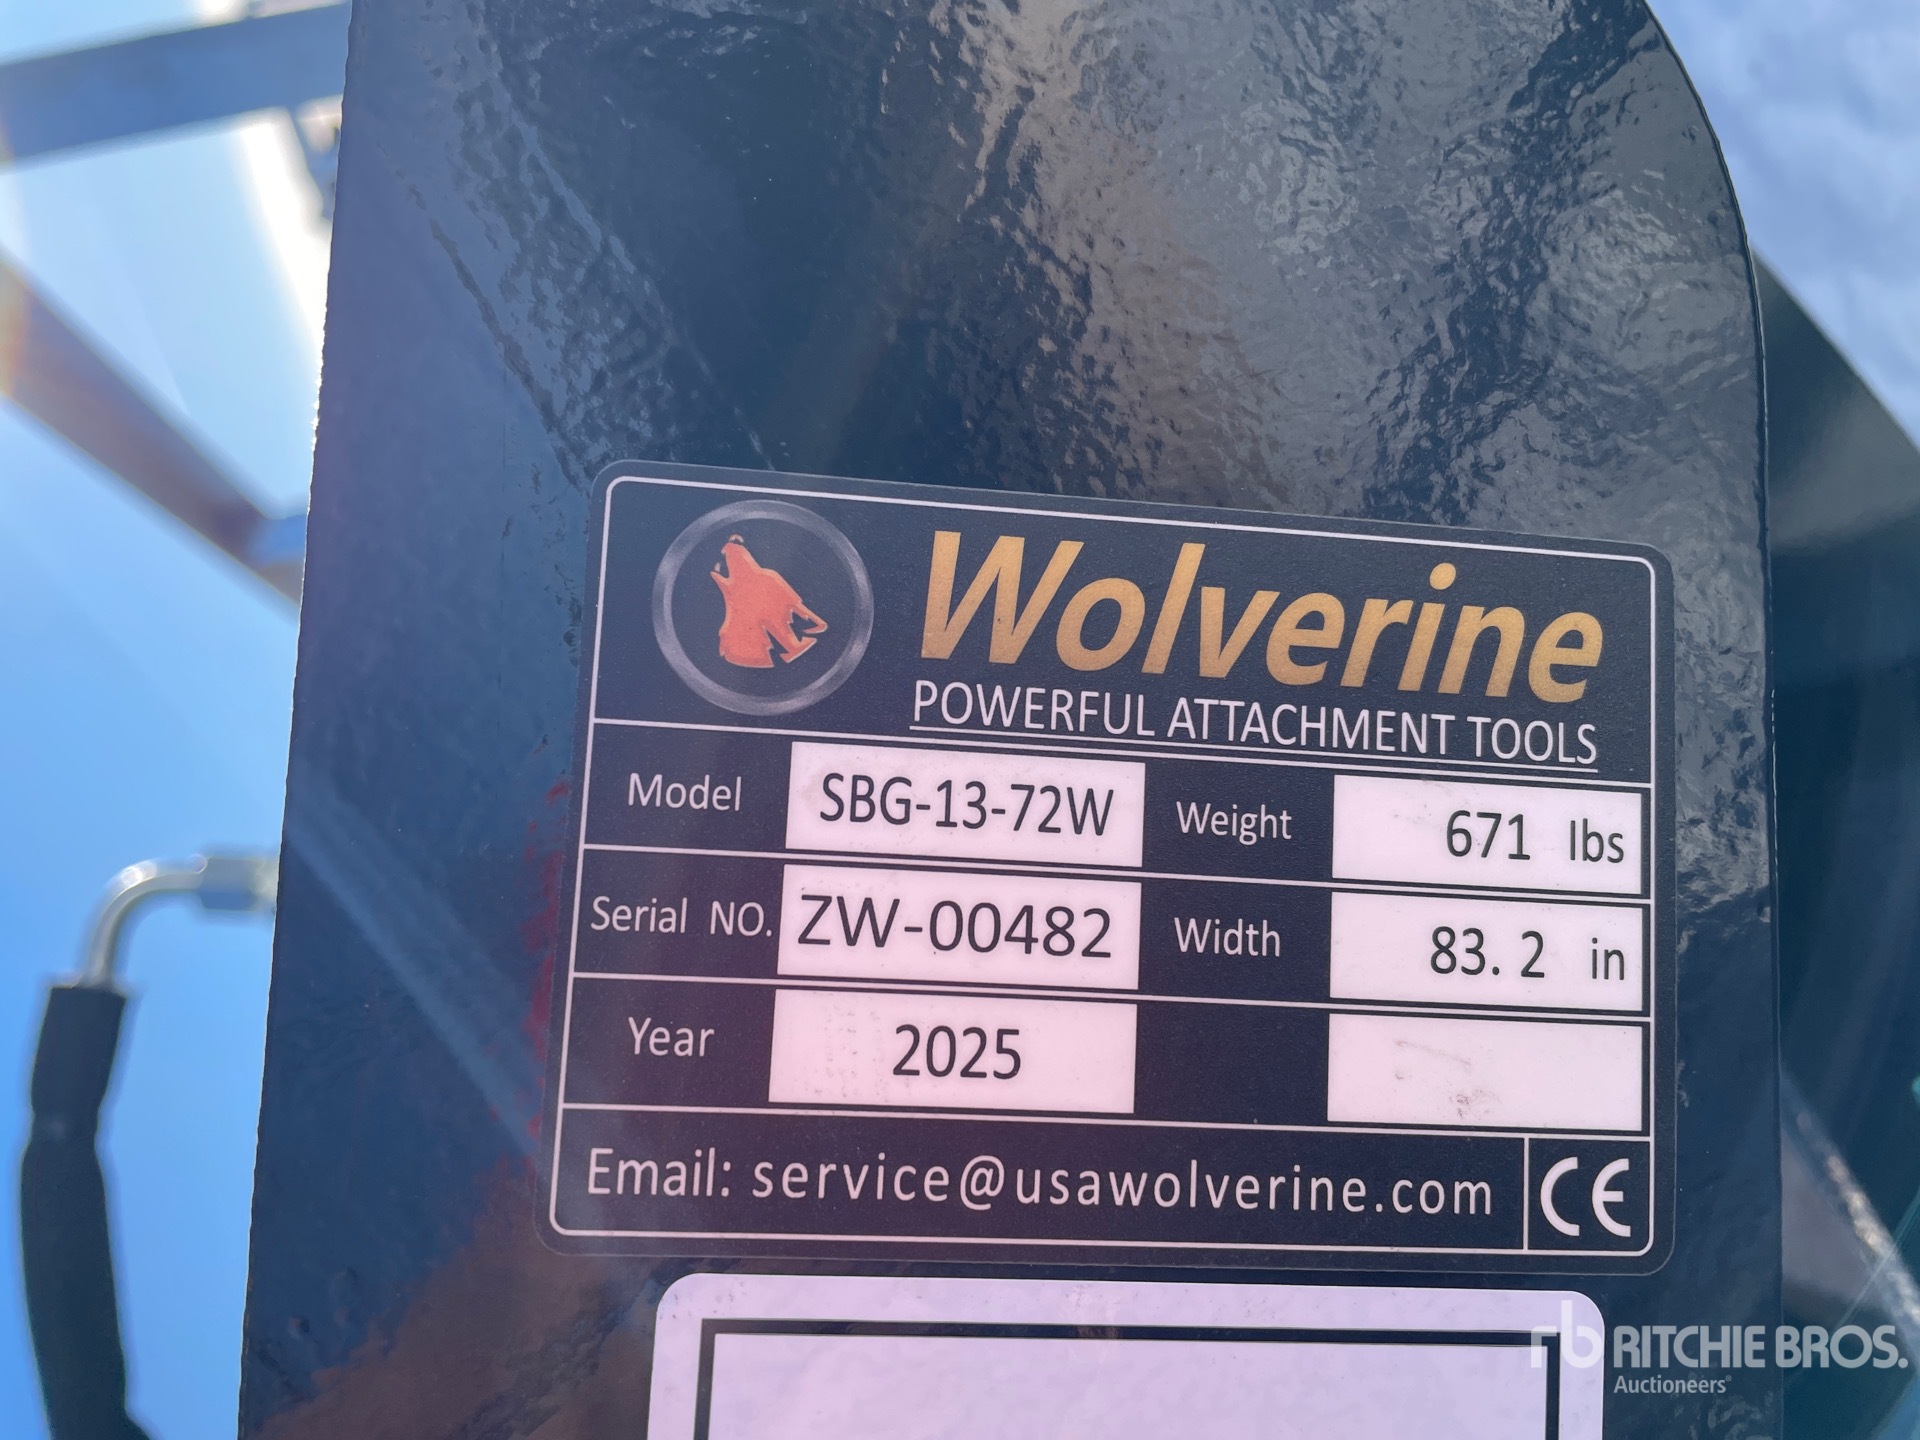 Wolverine
POWERFUL ATTACHMENT TOOLS
Model SBG-13-72W Weight 671 lbs
Serial NO. ZW-00482 Width 83.2 in
Year 2025
Email: service@usawolverine.com CE
rb RITCHIE BROS.
Auctioneers